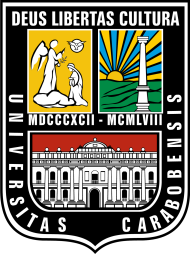 DEUS LIBERTAS CULTURA
MDCCCXCII - MCMLVIII
UNIVERSITAS
CARABOBENSIS